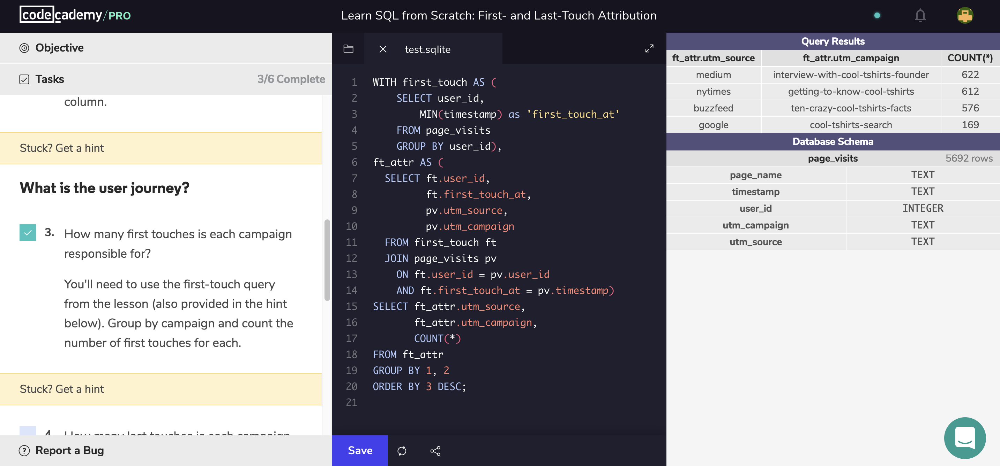 codecademy/PRO
Learn SQL from Scratch: First- and Last-Touch Attribution
Objective
Tasks
3/6 Complete
column.
Stuck? Get a hint
What is the user journey?
3. How many first touches is each campaign
responsible for?
You'll need to use the first-touch query
from the lesson (also provided in the hint
below). Group by campaign and count the
number of first touches for each.
Stuck? Get a hint
4. How many last touches is each campaign
Report a Bug
test.sqlite
1 WITH first_touch AS (
2 SELECT user_id,
3 MIN(timestamp) as 'first_touch_at'
4 FROM page_visits
5 GROUP BY user_id),
6 ft_attr AS (
7 SELECT ft.user_id,
8 ft.first_touch_at,
9 pv.utm_source,
10 pv.utm_campaign
11 FROM first_touch ft
12 JOIN page_visits pv
13 ON ft.user_id = pv.user_id
14 AND ft.first_touch_at = pv.timestamp)
15 SELECT ft_attr.utm_source,
16 ft_attr.utm_campaign,
17 COUNT(*)
18 FROM ft_attr
19 GROUP BY 1, 2
20 ORDER BY 3 DESC;
21
Save
Query Results
ft_attr.utm_source ft_attr.utm_campaign COUNT(*)
medium interview-with-cool-tshirts-founder 622
nytimes getting-to-know-cool-tshirts 612
buzzfeed ten-crazy-cool-tshirts-facts 576
google cool-tshirts-search 169
Database Schema
page_visits 5692 rows
page_name TEXT
timestamp TEXT
user_id INTEGER
utm_campaign TEXT
utm_source TEXT